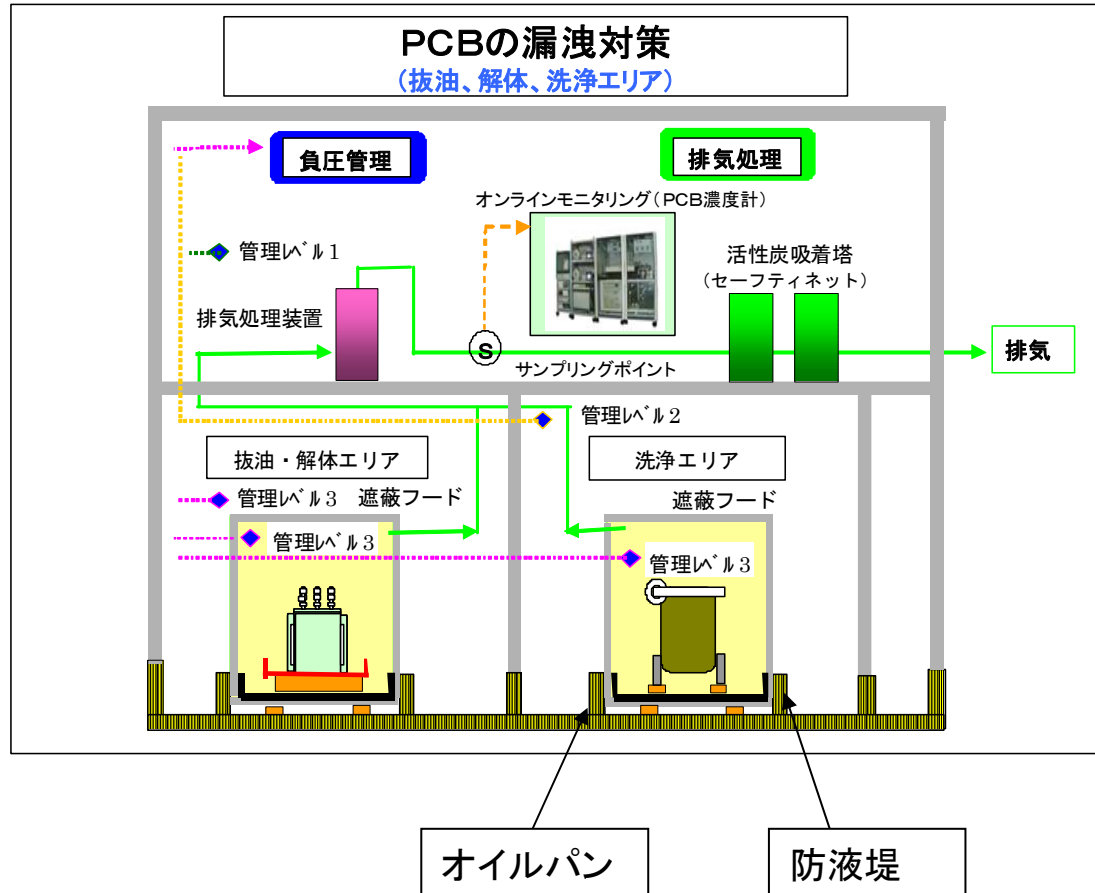 PCBの漏洩対策
(抜油、解体、洗浄エリア)
負圧管理
排気処理
オンラインモニタリング(PCB濃度計)
管理ﾚﾍﾞﾙ1
活性炭吸着塔
(セーフティネット)
排気処理装置
S
サンプリングポイント
排気
管理ﾚﾍﾞﾙ2
抜油・解体エリア
洗浄エリア
管理ﾚﾍﾞﾙ3 遮蔽フード
遮蔽フード
管理ﾚﾍﾞﾙ3
管理ﾚﾍﾞﾙ3
オイルパン
防液堤